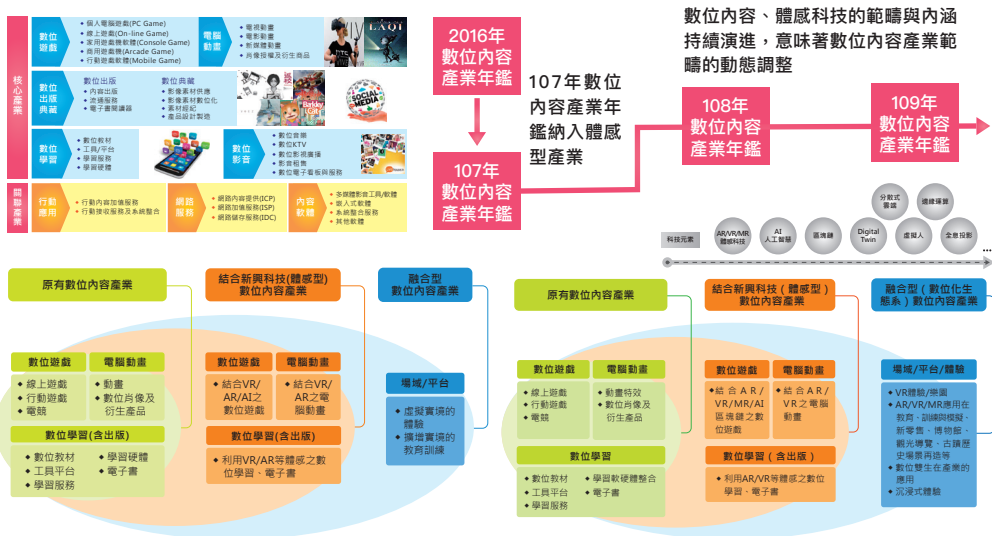 核心產業
數位
遊戲
◆ 個人電腦遊戲(PC Game)
◆ 線上遊戲(On-line Game)
◆ 家用遊戲機軟體(Console Game)
◆ 商用遊戲機(Arcade Game)
◆ 行動遊戲軟體(Mobile Game)
電腦
動畫
◆ 電視動畫
◆ 電影動畫
◆ 新媒體動畫
◆ 肖像授權及衍生商品
數位
出版
典藏
數位出版
◆ 內容出版
◆ 流通服務
◆ 電子書閱讀器
數位典藏
◆ 影像素材供應
◆ 影像素材數位化
◆ 素材經紀
◆ 產品設計製造
SOCIAL
MEDIA
數位
學習
◆ 數位教材
◆ 工具/平台
◆ 學習服務
◆ 學習硬體
數位
影音
◆ 數位音樂
◆ 數位KTV
◆ 數位影視廣播
◆ 影音租售
◆ 數位電子看板與服務
關聯產業
行動
應用
◆ 行動內容加值服務
◆ 行動接收服務及系統整合
網路
服務
◆ 網路內容提供(ICP)
◆ 網路加值服務(ISP)
◆ 網路儲存服務(IDC)
內容
軟體
◆ 多媒體影音工具/軟體
◆ 嵌入式軟體
◆ 系統整合服務
◆ 其他軟體
2016年
數位內容
產業年鑑
107年
數位內容
產業年鑑
107年數位
內容產業年
鑑納入體感
型產業
數位內容、體感科技的範疇與內涵
持續演進，意味著數位內容產業範
疇的動態調整
108年
數位內容
產業年鑑
109年
數位內容
產業年鑑
科技元素
AR/VR/MR
體感科技
AI
人工智慧
區塊鏈
Digital
Twin
分散式
雲端
虛擬人
邊緣運算
全息投影
...
原有數位內容產業
結合新興科技(體感型)
數位內容產業
融合型
數位內容產業
數位遊戲
◆ 線上遊戲
◆ 行動遊戲
◆ 電競
電腦動畫
◆ 動畫
◆ 數位肖像及
衍生產品
數位學習(含出版)
◆ 數位教材
◆ 工具平台
◆ 學習服務
◆ 學習硬體
◆ 電子書
數位遊戲
◆ 結合VR/
AR/AI之
數位遊戲
電腦動畫
◆ 結合VR/
AR之電
腦動畫
數位學習(含出版)
◆ 利用VR/AR等體感之數
位學習、電子書
場域/平台
◆ 虛擬實境的
體驗
◆ 擴增實境的
教育訓練
原有數位內容產業
結合新興科技（體感型）
數位內容產業
融合型（數位化生
態系）數位內容產業
數位遊戲
◆ 線上遊戲
◆ 行動遊戲
◆ 電競
電腦動畫
◆ 動畫特效
◆ 數位肖像及
衍生產品
數位學習
◆ 數位教材
◆ 工具平台
◆ 學習服務
◆ 學習軟硬體整合
◆ 電子書
數位遊戲
◆ 結合AR/
VR/MR/AI
區塊鏈之數
位遊戲
電腦動畫
◆ 結合AR/
VR之電腦
動畫
數位學習（含出版）
◆ 利用AR/VR等體感之數位
學習、電子書
場域/平台/體驗
◆ VR體驗/樂園
◆ AR/VR/MR應用在
教育、訓練與模擬、
新零售、博物館、
觀光導覽、古蹟歷
史場景再造等
◆ 數位雙生在產業的
應用
◆ 沉浸式體驗